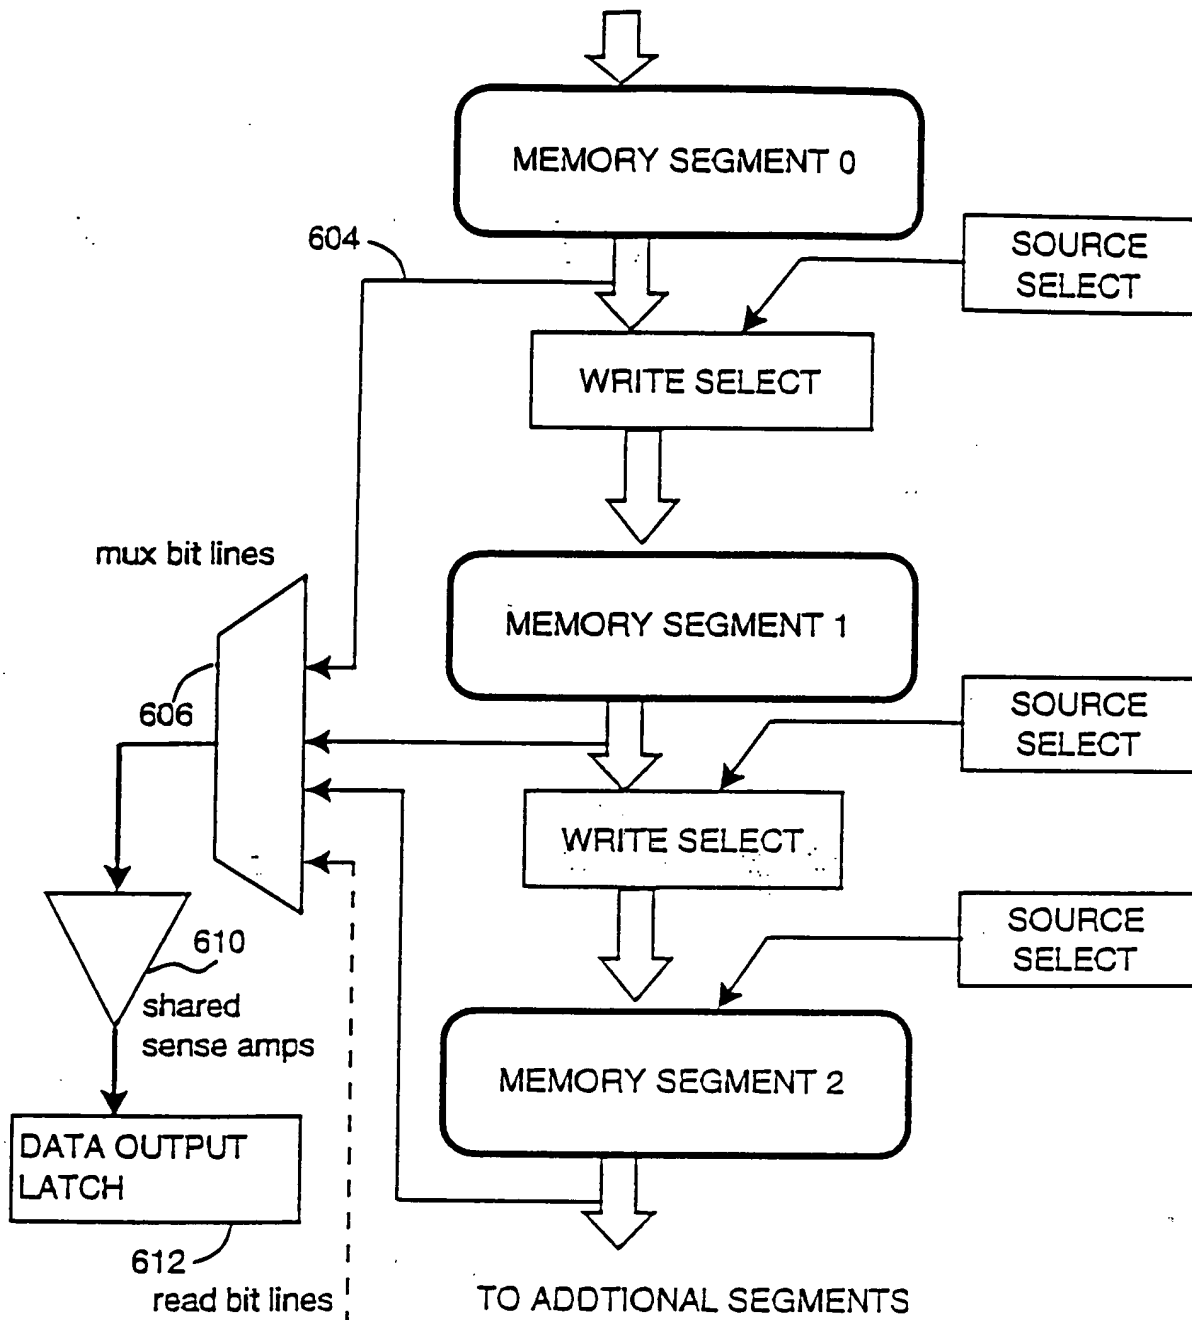 MEMORY SEGMENT 0
604
SOURCE
SELECT
WRITE SELECT
mux bit lines
MEMORY SEGMENT 1
606
SOURCE
SELECT
WRITE SELECT
610
SOURCE
SELECT
shared
sense amps
MEMORY SEGMENT 2
DATA OUTPUT
LATCH
612
read bit lines
TO ADDTIONAL SEGMENTS